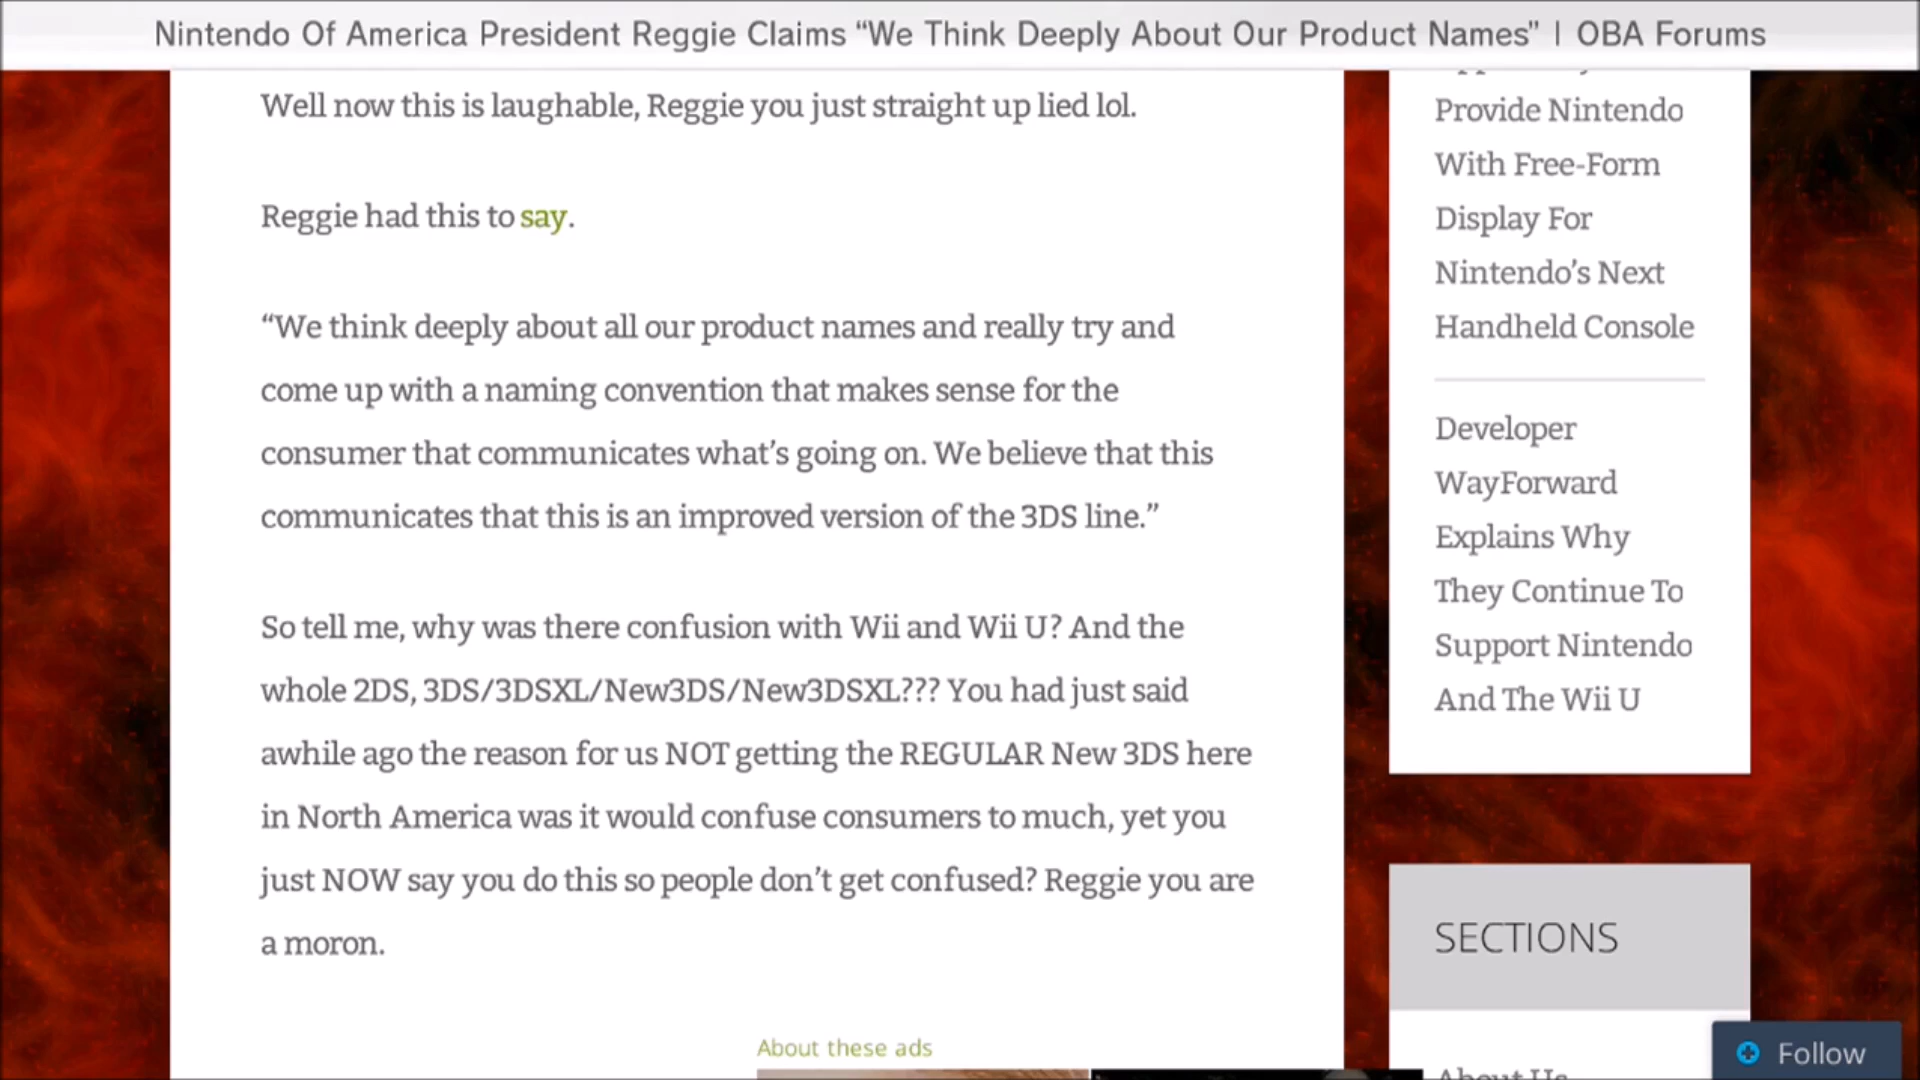 Nintendo Of America President Reggie Claims “We Think Deeply About Our Product Names” | OBA Forums
Well now this is laughable, Reggie you just straight up lied lol.
Reggie had this to say.
“We think deeply about all our product names and really try and
come up with a naming convention that makes sense for the
consumer that communicates what’s going on. We believe that this
communicates that this is an improved version of the 3DS line.”
So tell me, why was there confusion with Wii and Wii U? And the
whole 2DS, 3DS/3DSXL/New3DS/New3DSXL??? You had just said
awhile ago the reason for us NOT getting the REGULAR New 3DS here
in North America was it would confuse consumers to much, yet you
just NOW say you do this so people don’t get confused? Reggie you are
a moron.
About these ads
Provide Nintendo
With Free-Form
Display For
Nintendo’s Next
Handheld Console
Developer
WayForward
Explains Why
They Continue To
Support Nintendo
And The Wii U
SECTIONS
About Us
Follow